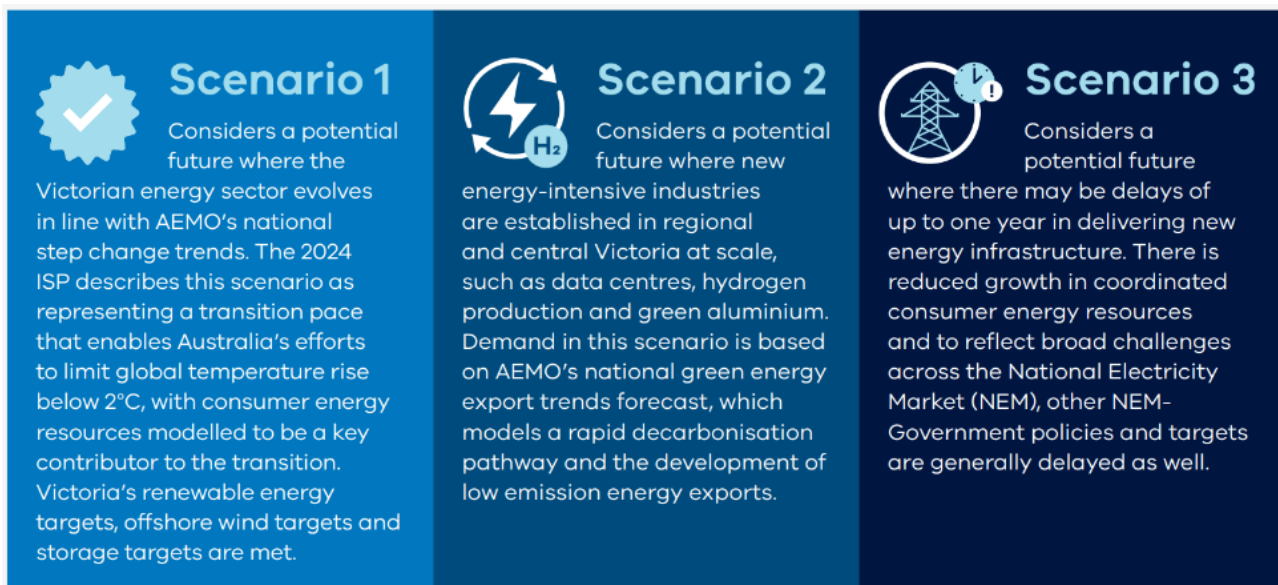 Scenario 1
Considers a potential
future where the
Victorian energy sector evolves
in line with AEMO's national
step change trends. The 2024
ISP describes this scenario as
representing a transition pace
that enables Australia's efforts
to limit global temperature rise
below 2°C, with consumer energy
resources modelled to be a key
contributor to the transition.
Victoria's renewable energy
targets, offshore wind targets and
storage targets are met.
H₂
Scenario 2
Considers a potential
future where new
energy-intensive industries
are established in regional
and central Victoria at scale,
such as data centres, hydrogen
production and green aluminium.
Demand in this scenario is based
on AEMO's national green energy
export trends forecast, which
models a rapid decarbonisation
pathway and the development of
low emission energy exports.
!
Scenario 3
Considers a
potential future
where there may be delays of
up to one year in delivering new
energy infrastructure. There is
reduced growth in coordinated
consumer energy resources
and to reflect broad challenges
across the National Electricity
Market (NEM), other NEM-
Government policies and targets
are generally delayed as well.